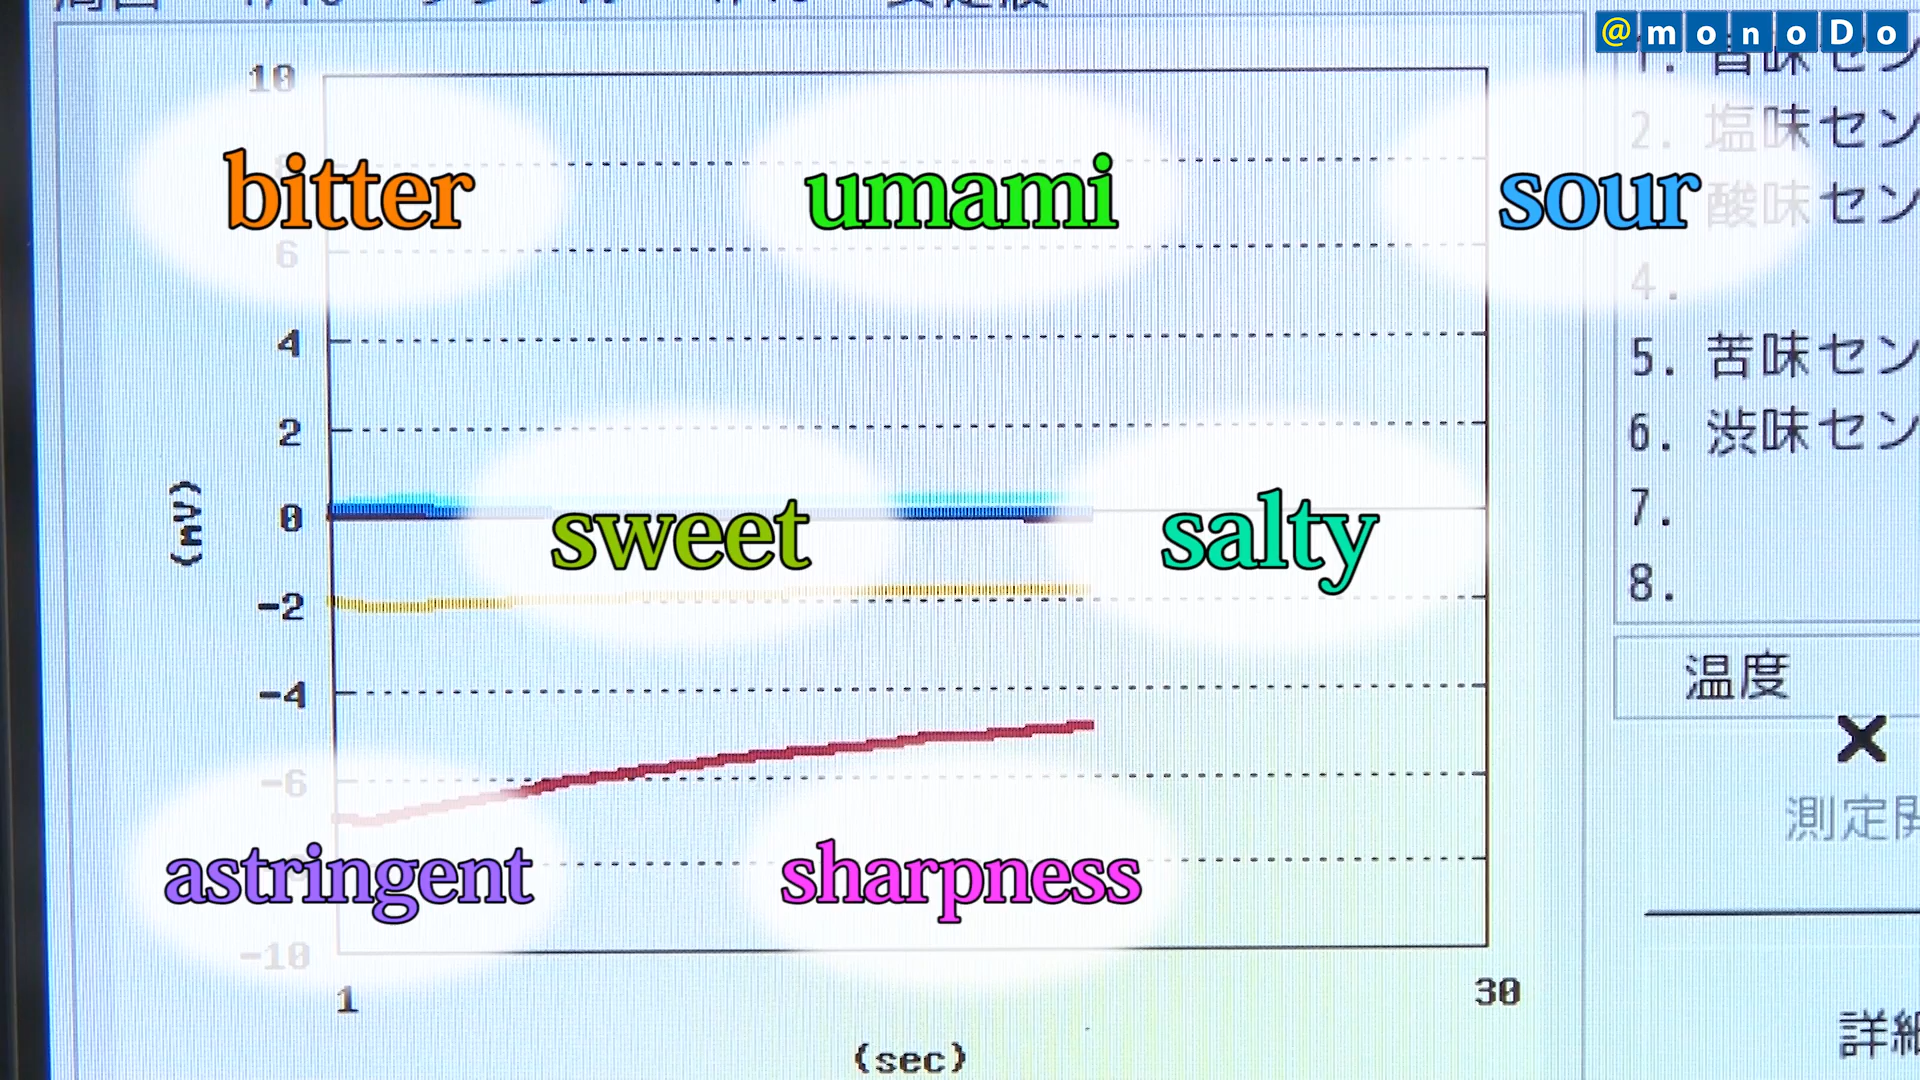 @monoDo
10
bitter
umami
sour
2. 塩味セン
酸味セン
6
4.
4
5. 苦味セン
2
6. 渋味セン
(mV)
0
sweet
salty
7.
-2
8.
-4
温度
×
-6
測定開
astringent
sharpness
-10
1
30
詳細
(sec)